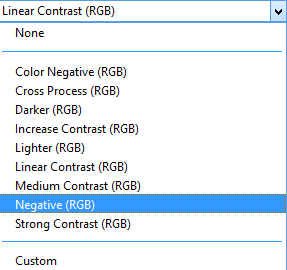 Linear Contrast (RGB)
None
Color Negative (RGB)
Cross Process (RGB)
Darker (RGB)
Increase Contrast (RGB)
Lighter (RGB)
Linear Contrast (RGB)
Medium Contrast (RGB)
Negative (RGB)
Strong Contrast (RGB)
Custom